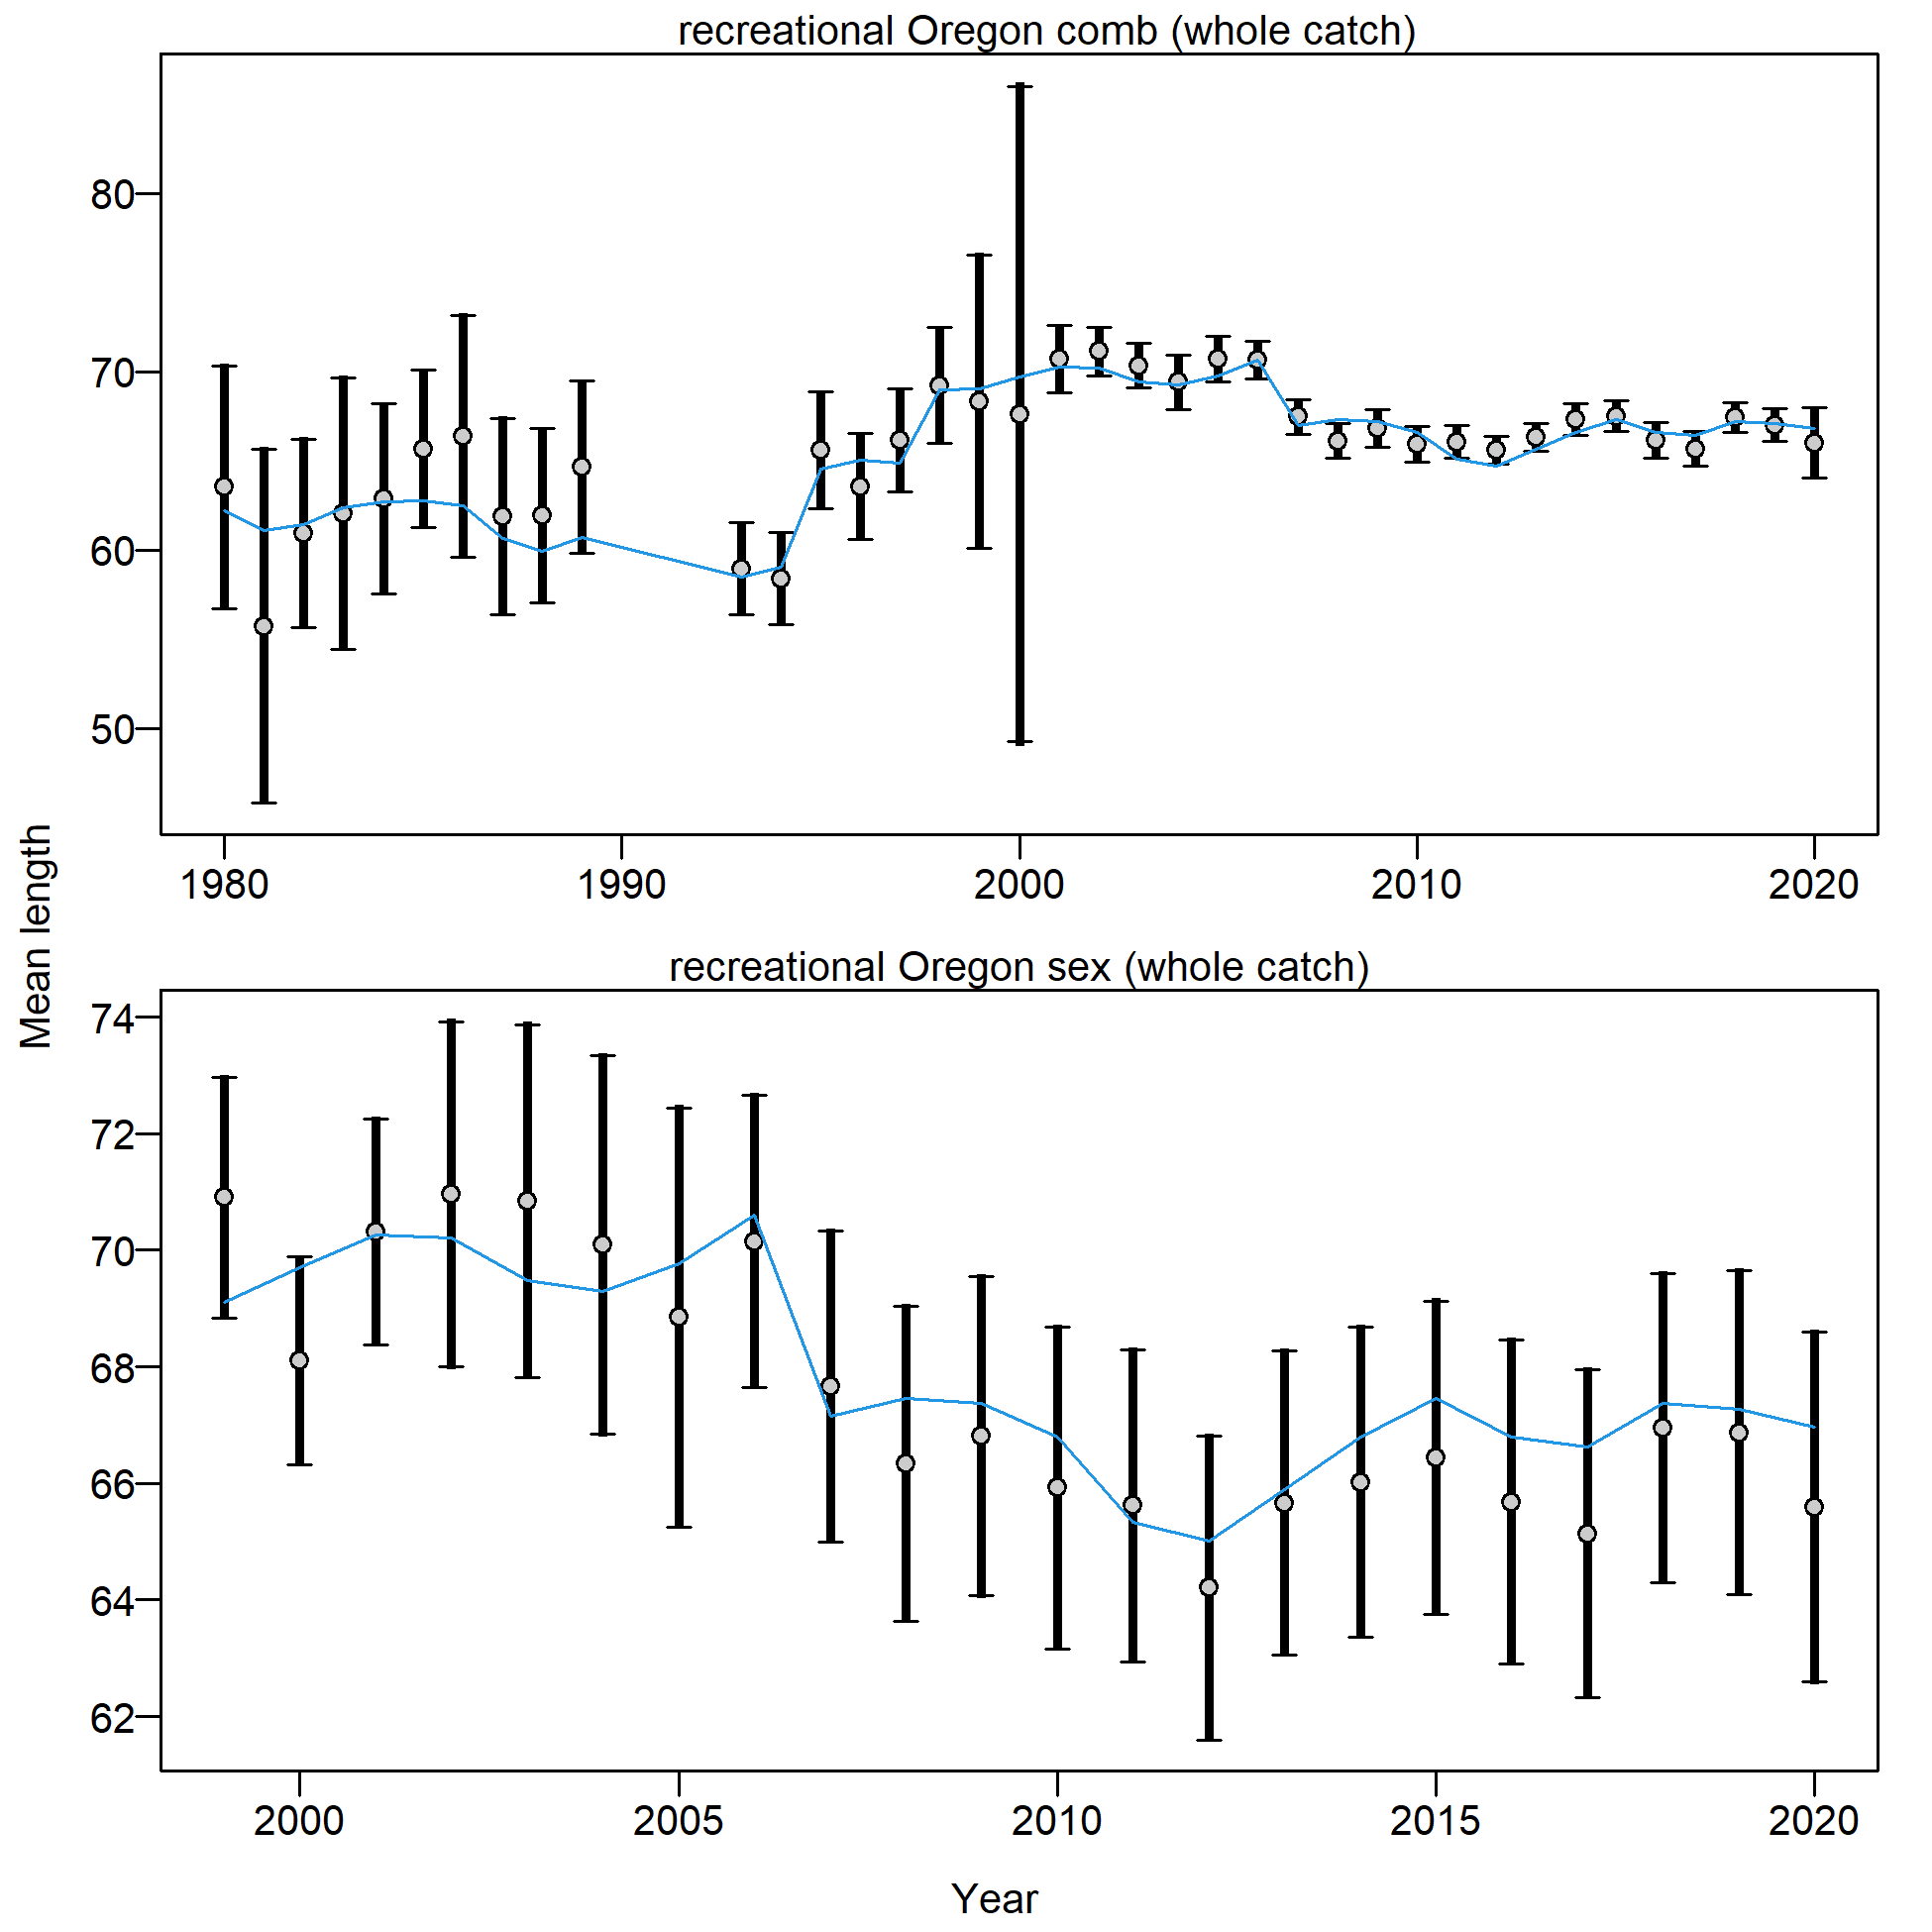 recreational Oregon comb (whole catch)
80
70
60
50
1980 1990 2000 2010 2020
Mean length
recreational Oregon sex (whole catch)
74
72
70
68
66
64
62
2000 2005 2010 2015 2020
Year